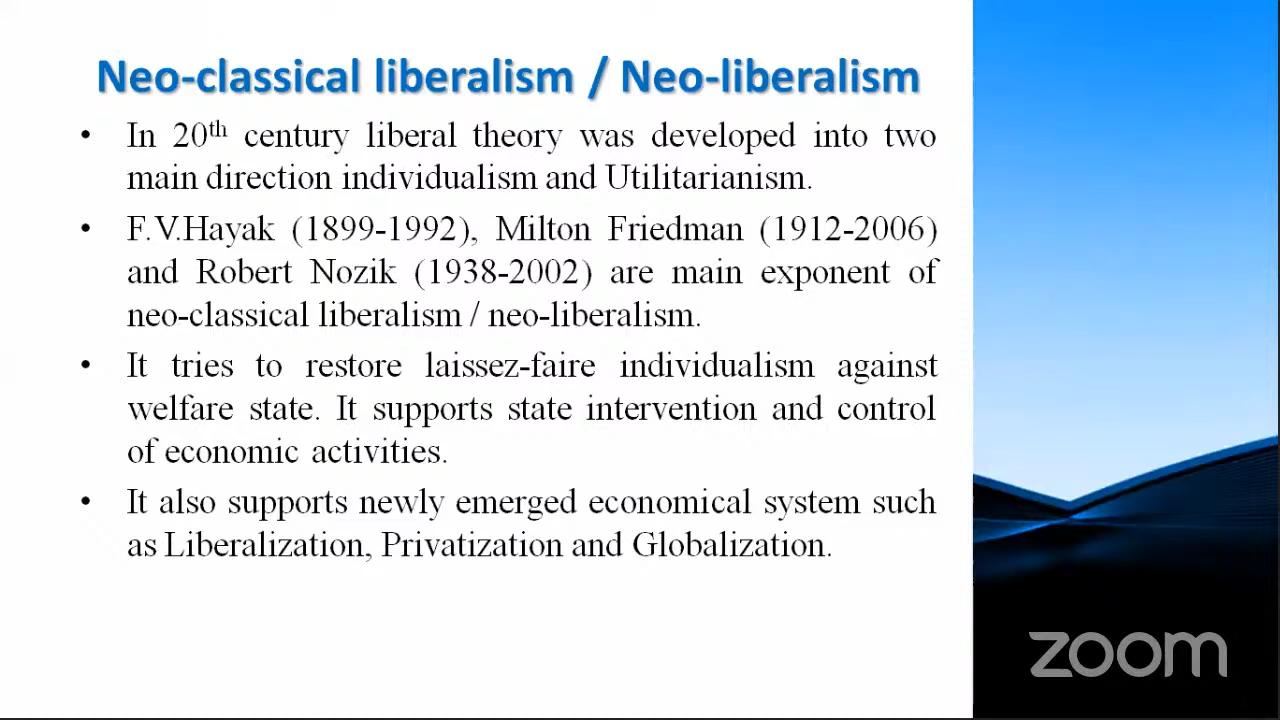 Neo-classical liberalism / Neo-liberalism
• In 20th century liberal theory was developed into two
main direction individualism and Utilitarianism.
• F.V.Hayak (1899-1992), Milton Friedman (1912-2006)
and Robert Nozik (1938-2002) are main exponent of
neo-classical liberalism / neo-liberalism.
• It tries to restore laissez-faire individualism against
welfare state. It supports state intervention and control
of economic activities.
• It also supports newly emerged economical system such
as Liberalization, Privatization and Globalization.
zoom